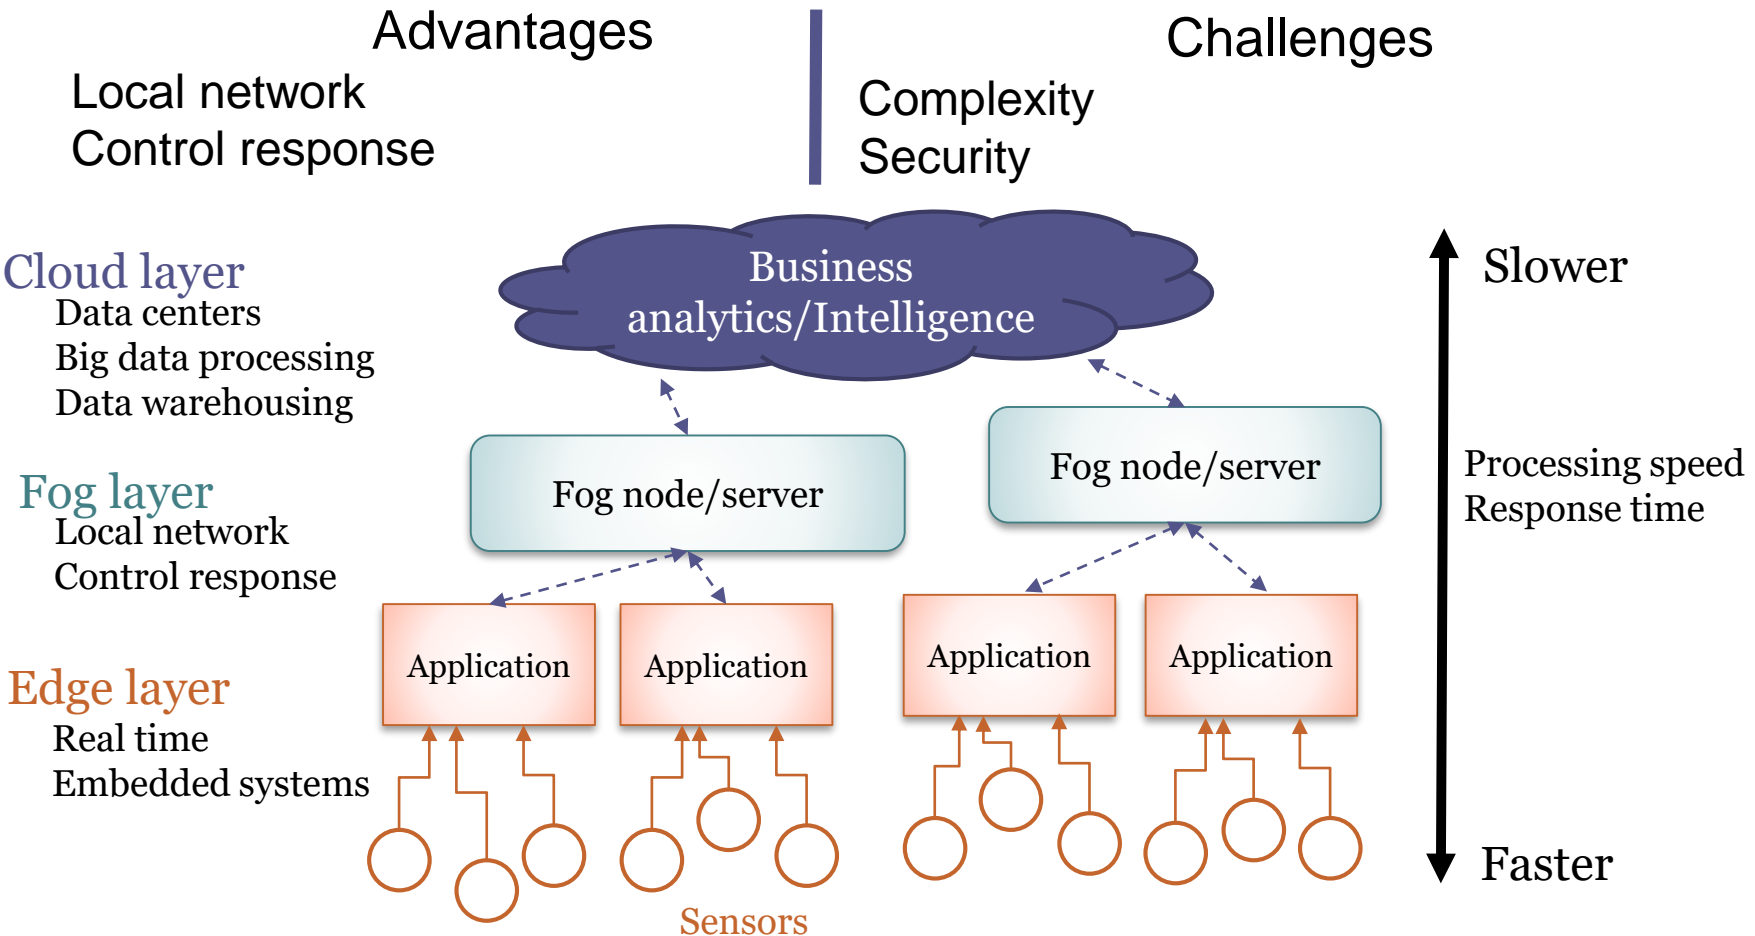 Advantages
Challenges
Local network
Control response
Complexity
Security
Cloud layer
Data centers
Big data processing
Data warehousing
Business
analytics/Intelligence
Slower
Fog layer
Local network
Control response
Fog node/server
Fog node/server
Processing speed
Response time
Edge layer
Real time
Embedded systems
Application
Application
Application
Application
Faster
Sensors